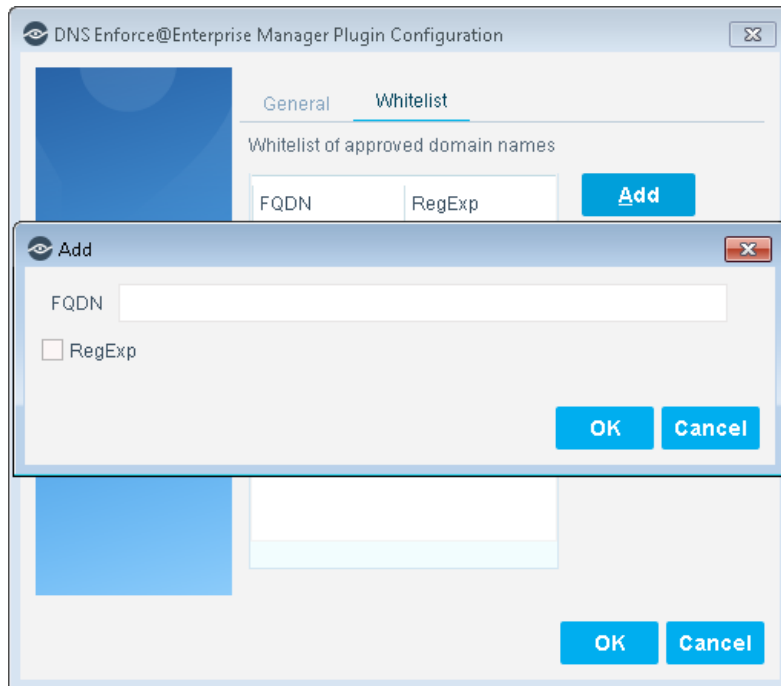 DNS Enforce@Enterprise Manager Plugin Configuration
General Whitelist
Whitelist of approved domain names
FQDN RegExp Add
Add
FQDN
RegExp
OK Cancel
OK Cancel